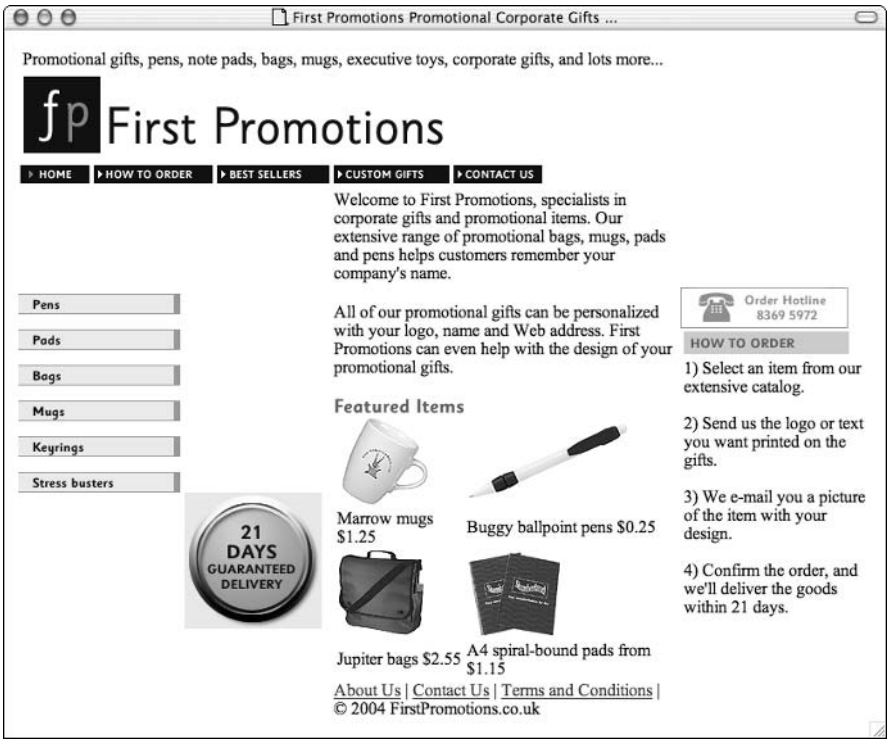 First Promotions Promotional Corporate Gifts ...
Promotional gifts, pens, note pads, bags, mugs, executive toys, corporate gifts, and lots more...
fp First Promotions
HOME HOW TO ORDER BEST SELLERS CUSTOM GIFTS CONTACT US
Pens
Pads
Bags
Mugs
Keyrings
Stress busters
21
DAYS
GUARANTEED
DELIVERY
Welcome to First Promotions, specialists in
corporate gifts and promotional items. Our
extensive range of promotional bags, mugs, pads
and pens helps customers remember your
company's name.
All of our promotional gifts can be personalized
with your logo, name and Web address. First
Promotions can even help with the design of your
promotional gifts.
Featured Items
Marrow mugs
$1.25
Buggy ballpoint pens $0.25
Jupiter bags $2.55
A4 spiral-bound pads from
$1.15
About Us | Contact Us | Terms and Conditions |
© 2004 FirstPromotions.co.uk
Order Hotline
8369 5972
HOW TO ORDER
1) Select an item from our
extensive catalog.
2) Send us the logo or text
you want printed on the
gifts.
3) We e-mail you a picture
of the item with your
design.
4) Confirm the order, and
we'll deliver the goods
within 21 days.